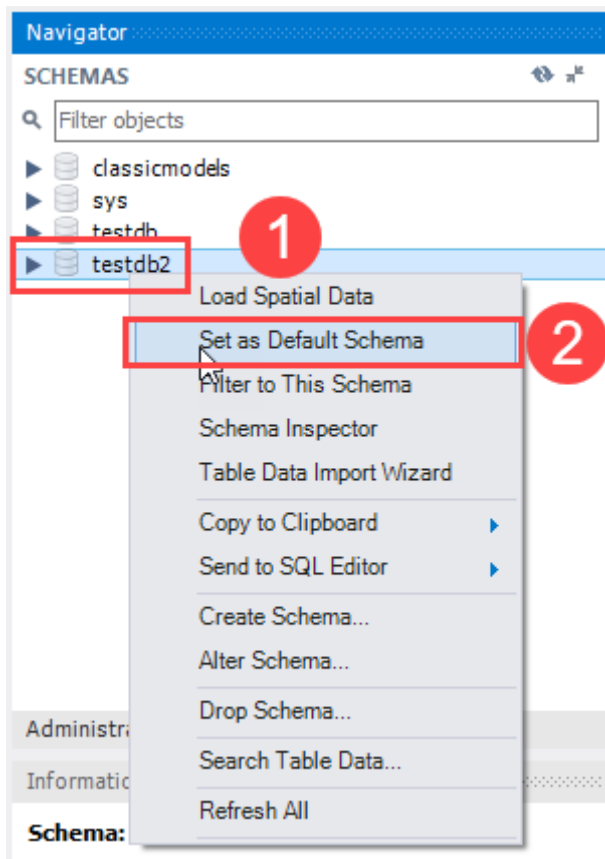 Navigator
SCHEMAS
Filter objects
classicmodels
sys
testdb
testdb2
1
Load Spatial Data
Set as Default Schema
2
Filter to This Schema
Schema Inspector
Table Data Import Wizard
Copy to Clipboard
Send to SQL Editor
Create Schema...
Alter Schema...
Drop Schema...
Administr
Search Table Data...
Informatio
Refresh All
Schema: